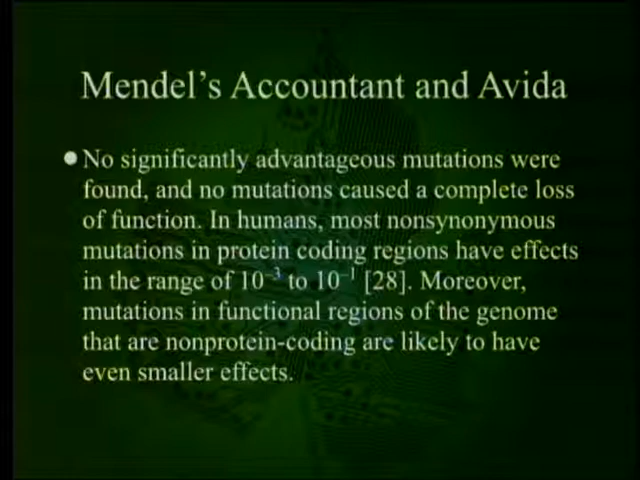 Mendel's Accountant and Avida
No significantly advantageous mutations were
found, and no mutations caused a complete loss
of function. In humans, most nonsynonymous
mutations in protein coding regions have effects
in the range of 10⁻³ to 10⁻¹ [28]. Moreover,
mutations in functional regions of the genome
that are nonprotein-coding are likely to have
even smaller effects.